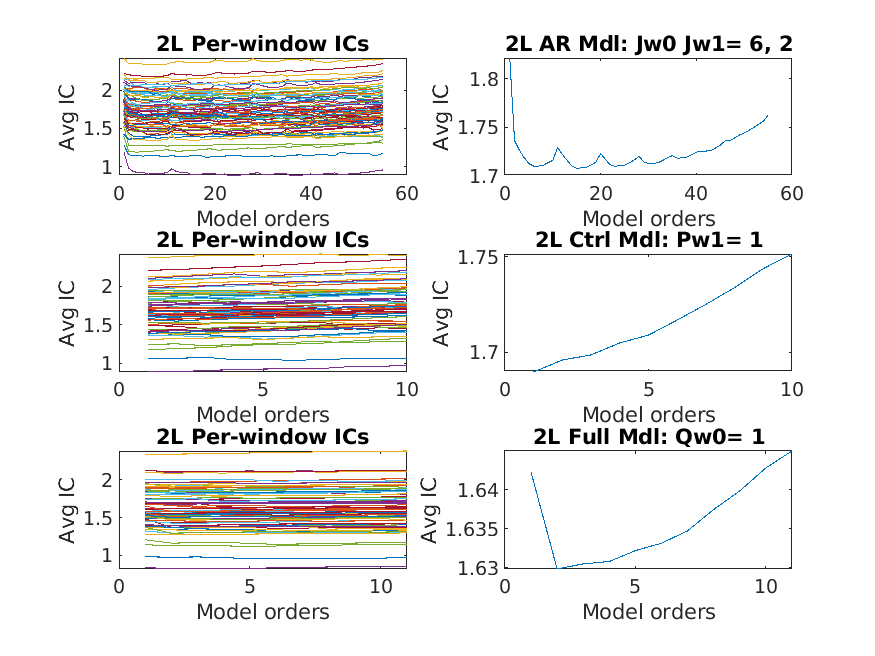 2L Per-window ICs
Avg IC
2
1.5
1
0 20 40 60
Model orders
2L AR Mdl: Jw0 Jw1= 6, 2
Avg IC
1.8
1.75
1.7
0 20 40 60
Model orders
2L Per-window ICs
Avg IC
2
1.5
1
0 5 10
Model orders
2L Ctrl Mdl: Pw1= 1
Avg IC
1.75
1.7
0 5 10
Model orders
2L Per-window ICs
Avg IC
2
1.5
1
0 5 10
Model orders
2L Full Mdl: Qw0= 1
Avg IC
1.64
1.635
1.63
0 5 10
Model orders